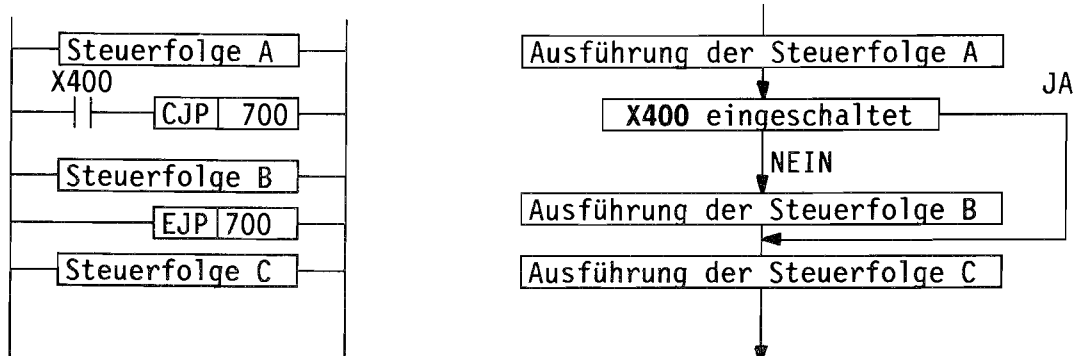 Steuerfolge A
X400
CJP 700
Steuerfolge B
EJP 700
Steuerfolge C
Ausführung der Steuerfolge A
JA
X400 eingeschaltet
NEIN
Ausführung der Steuerfolge B
Ausführung der Steuerfolge C